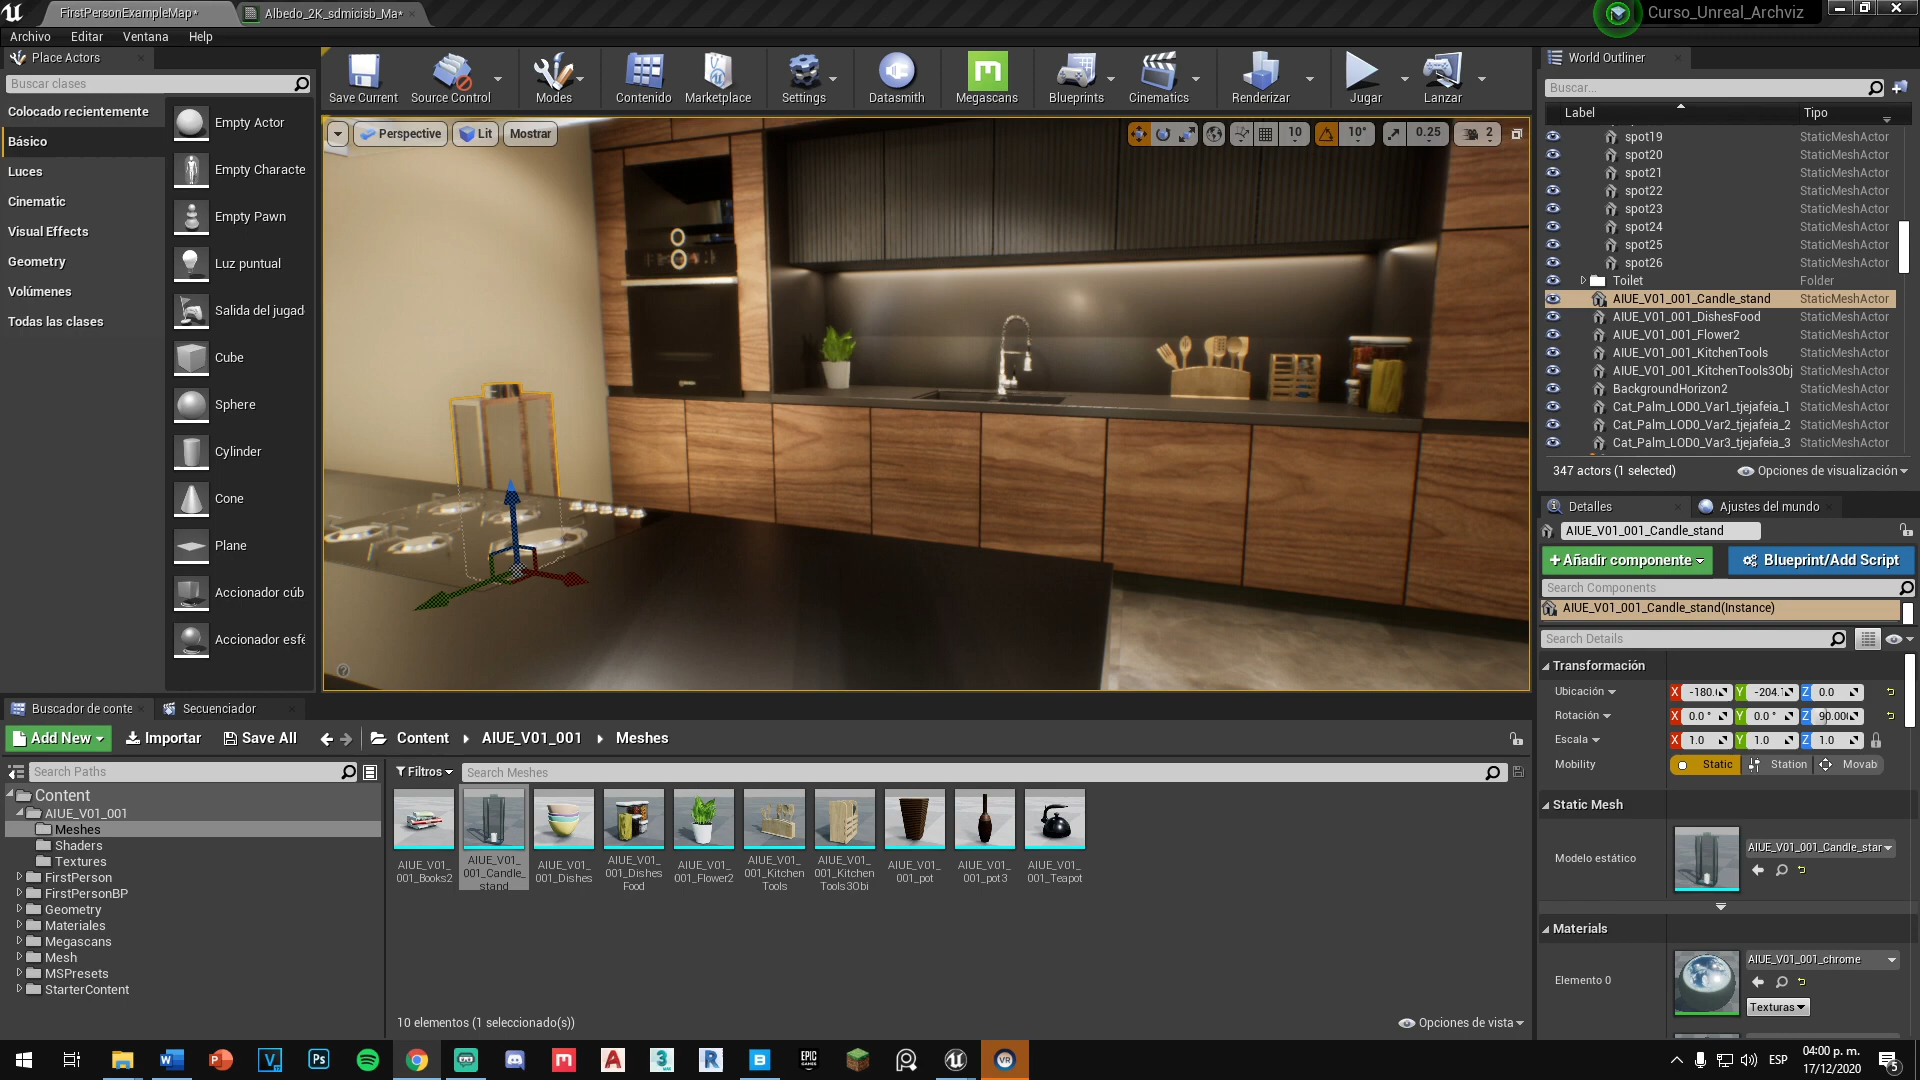 FirstPersonExampleMap*
Albedo_2K_sdmicisb_Ma*
Curso_Unreal_Archviz
Archivo
Editar
Ventana
Help
Place Actors
Buscar clases
Colocado recientemente
Básico
Luces
Cinematic
Visual Effects
Geometry
Volúmenes
Todas las clases
Empty Actor
Empty Characte
Empty Pawn
Luz puntual
Salida del jugad
Cube
Sphere
Cylinder
Cone
Plane
Accionador cúb
Accionador esfé
Save Current
Source Control
Modes
Contenido
Marketplace
Settings
Datasmith
Megascans
Blueprints
Cinematics
Renderizar
Jugar
Lanzar
Perspective
Lit
Mostrar
10
10°
0.25
2
World Outliner
Buscar...
Label
Tipo
spot19 StaticMeshActor
spot20 StaticMeshActor
spot21 StaticMeshActor
spot22 StaticMeshActor
spot23 StaticMeshActor
spot24 StaticMeshActor
spot25 StaticMeshActor
spot26 StaticMeshActor
Toilet Folder
AIUE_V01_001_Candle_stand StaticMeshActor
AIUE_V01_001_DishesFood StaticMeshActor
AIUE_V01_001_Flower2 StaticMeshActor
AIUE_V01_001_KitchenTools StaticMeshActor
AIUE_V01_001_KitchenTools3Obj StaticMeshActor
BackgroundHorizon2 StaticMeshActor
Cat_Palm_LOD0_Var1_tjejafeia_1 StaticMeshActor
Cat_Palm_LOD0_Var2_tjejafeia_2 StaticMeshActor
Cat_Palm_LOD0_Var3_tjejafeia_3 StaticMeshActor
347 actors (1 selected)
Opciones de visualización
Detalles
Ajustes del mundo
AIUE_V01_001_Candle_stand
+Añadir componente
Blueprint/Add Script
Search Components
AIUE_V01_001_Candle_stand(Instance)
Search Details
Transformación
Ubicación X -180.( Y -204.1 Z 0.0
Rotación X 0.0 ° Y 0.0 ° Z 90.00(
Escala X 1.0 Y 1.0 Z 1.0
Mobility Static Station Movab
Static Mesh
Modelo estático
AIUE_V01_001_Candle_star
Materials
AIUE_V01_001_chrome
Elemento 0
Texturas
Buscador de conte
Secuenciador
Add New
Importar
Save All
Content
AIUE_V01_001
Meshes
Search Paths
Filtros
Search Meshes
Content
AIUE_V01_001
Meshes
Shaders
Textures
FirstPerson
FirstPersonBP
Geometry
Materiales
Megascans
Mesh
MSPresets
StarterContent
AIUE_V01_
001_Books2
AIUE_V01_
001_Candle_
stand
AIUE_V01_
001_Dishes
AIUE_V01_
001_Dishes
Food
AIUE_V01_
001_Flower2
AIUE_V01_
001_Kitchen
Tools
AIUE_V01_
001_Kitchen
Tools3Obi
AIUE_V01_
001_pot
AIUE_V01_
001_pot3
AIUE_V01_
001_Teapot
10 elementos (1 seleccionado(s))
Opciones de vista
EPIC
GAMES
VR
ESP
04:00 p. m.
17/12/2020
5